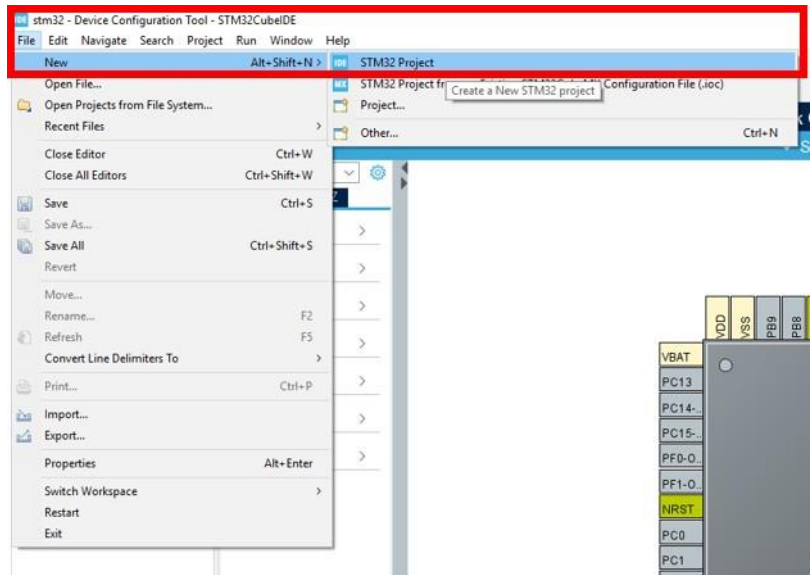 IDE stm32 - Device Configuration Tool - STM32CubeIDE
File Edit Navigate Search Project Run Window Help
New Alt+Shift+N > IDE STM32 Project
Open File... MX STM32 Project Configuration File (.ioc)
Create a New STM32 project
Open Projects from File System... Project...
Recent Files > Other... Ctrl+N
Close Editor Ctrl+W
Close All Editors Ctrl+Shift+W
Save Ctrl+S
Save As...
Save All Ctrl+Shift+S
Revert
Move...
Rename... F2
Refresh F5
Convert Line Delimiters To >
Print... Ctrl+P
Import...
Export...
Properties Alt+Enter
Switch Workspace >
Restart
Exit
VDD
VSS
PB9
PB8
VBAT
PC13
PC14-..
PC15-..
PF0-O..
PF1-O..
NRST
PC0
PC1